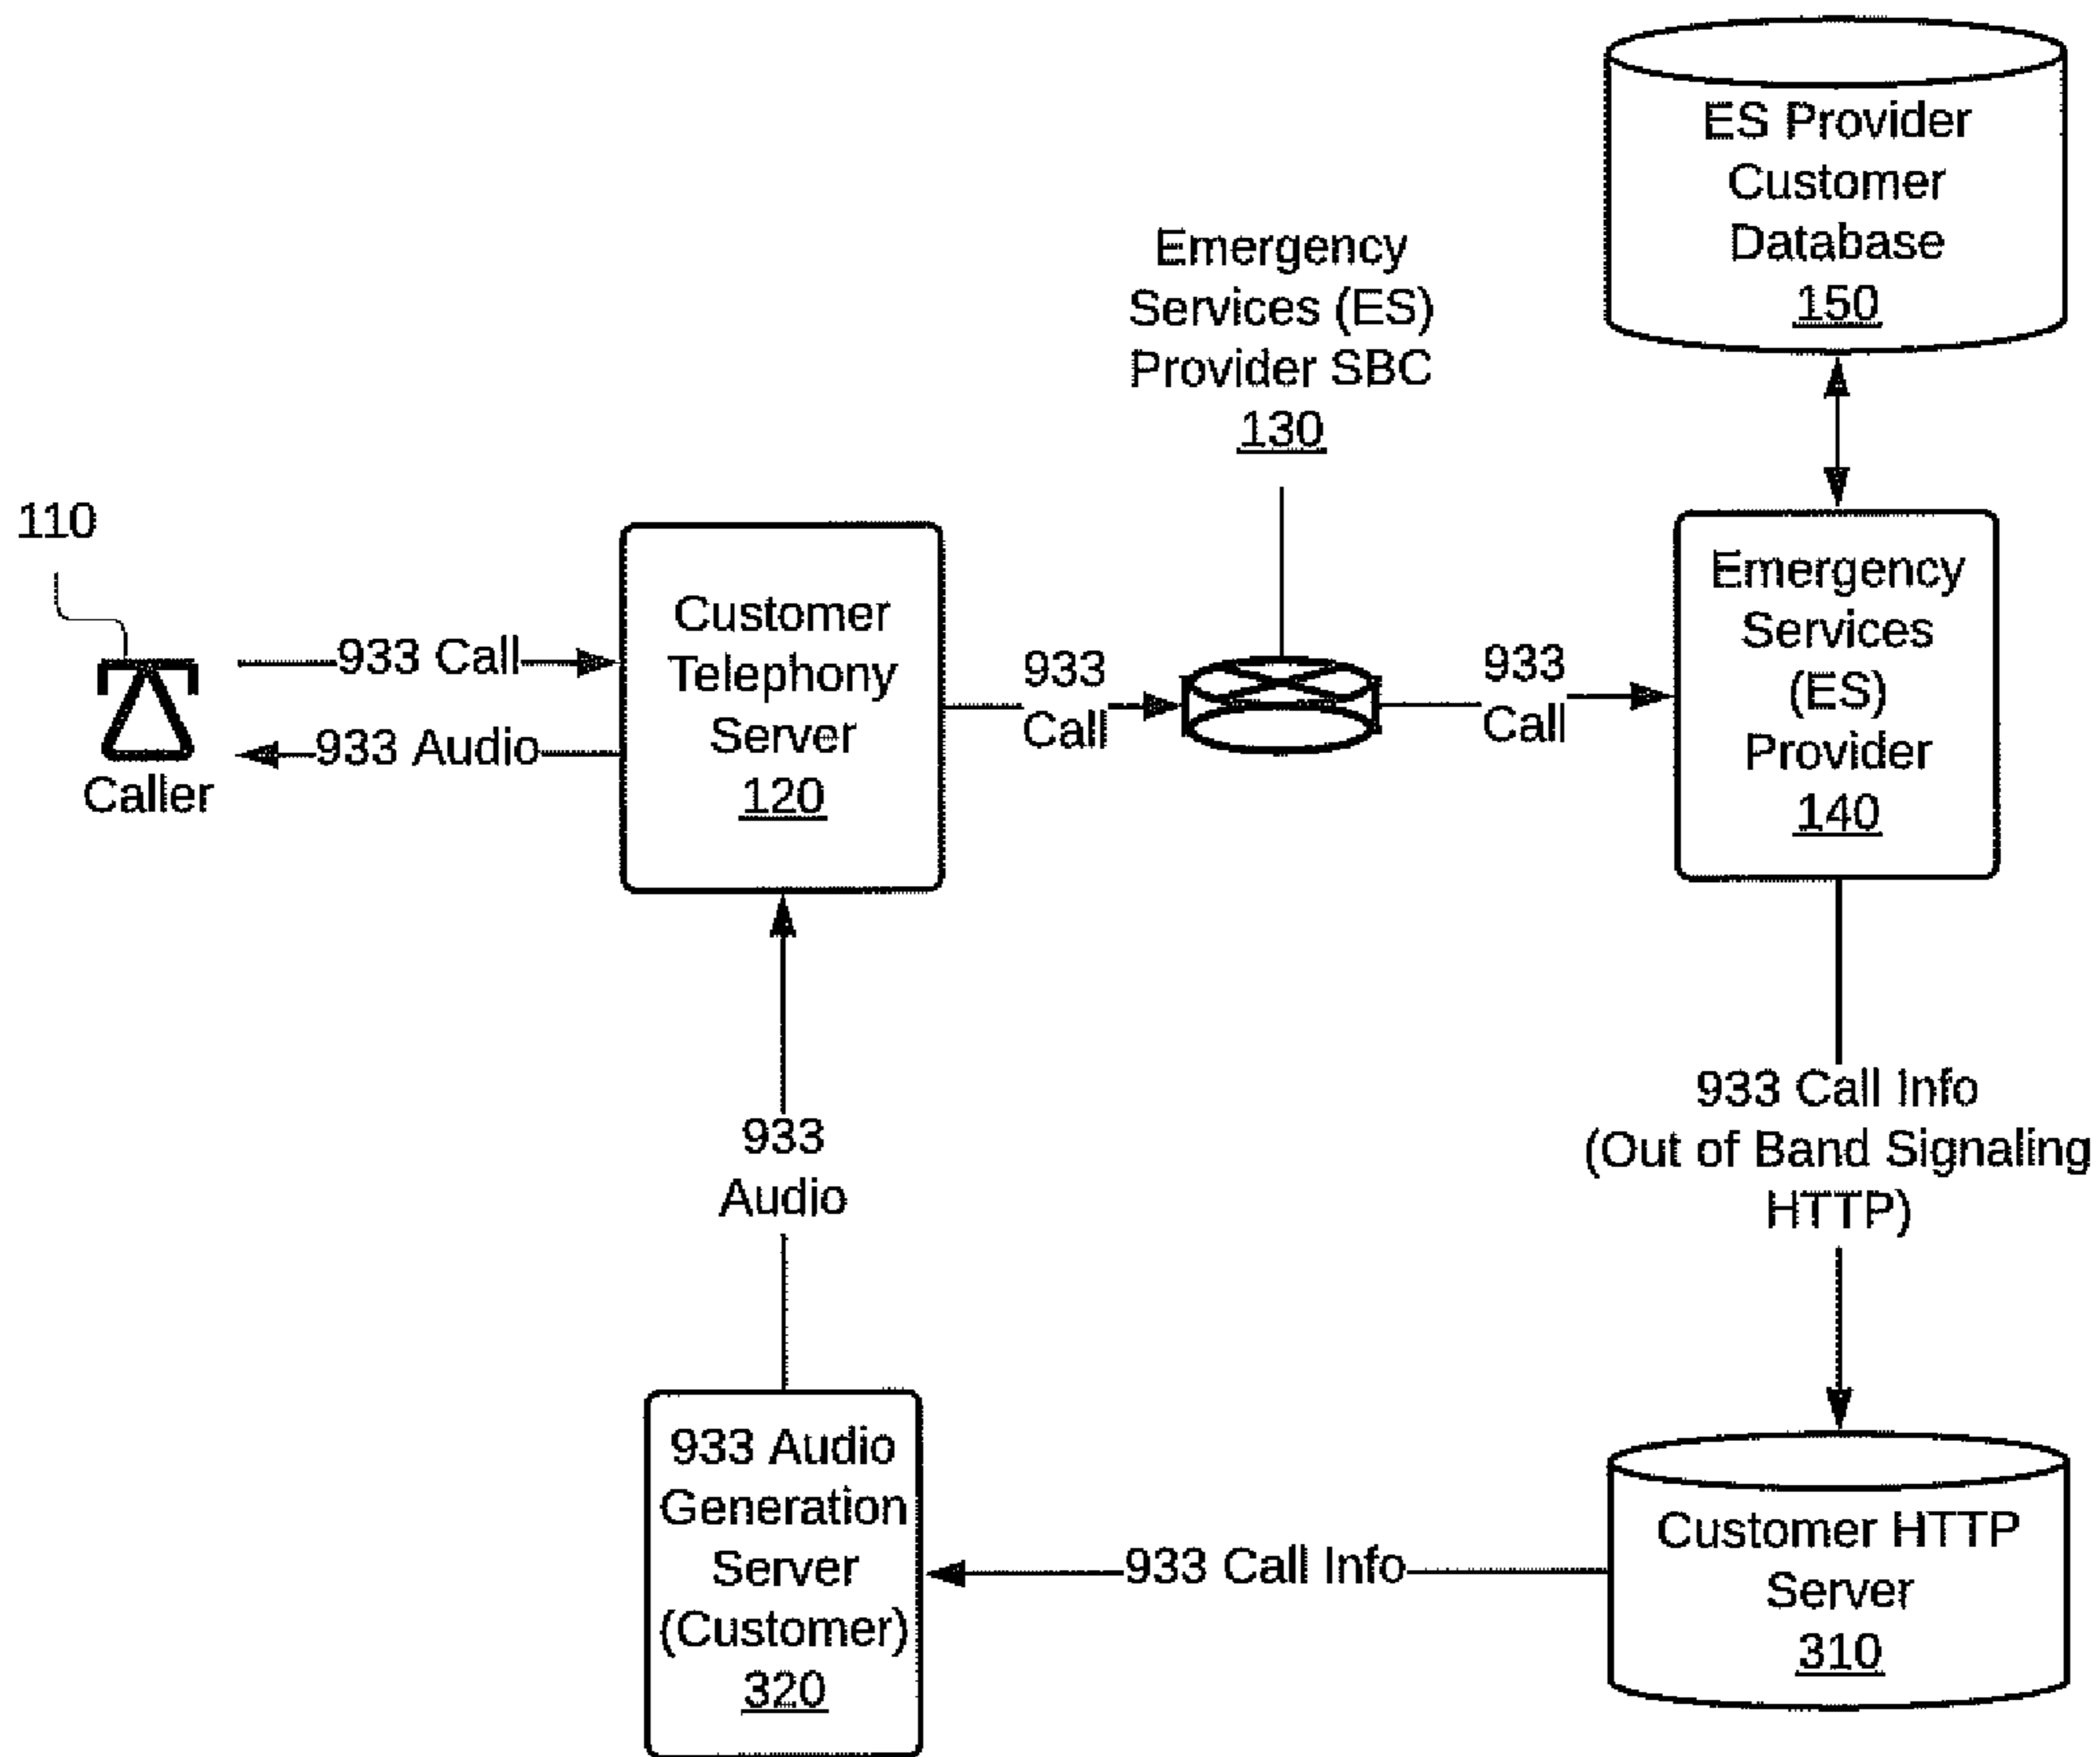 ES Provider
Customer
Database
150
Emergency
Services (ES)
Provider SBC
130
110
Caller
933 Call
933 Audio
Customer
Telephony
Server
120
933
Call
933
Call
Emergency
Services
(ES)
Provider
140
933
Audio
933 Call Info
(Out of Band Signaling
HTTP)
933 Audio
Generation
Server
(Customer)
320
933 Call Info
Customer HTTP
Server
310